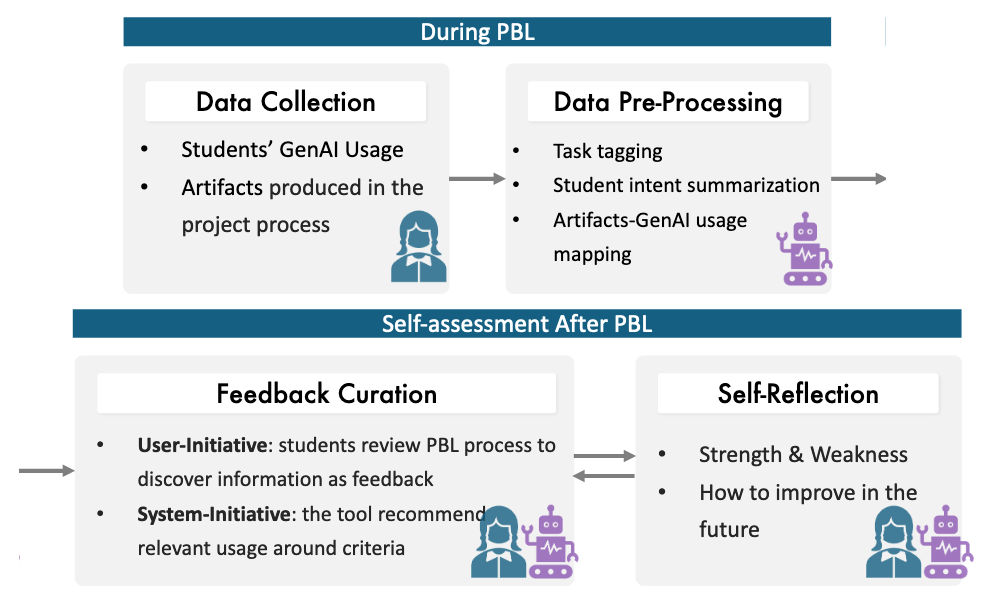 During PBL
Data Collection
• Students’ GenAI Usage
• Artifacts produced in the
project process
Data Pre-Processing
• Task tagging
• Student intent summarization
• Artifacts-GenAI usage
mapping
Self-assessment After PBL
Feedback Curation
• User-Initiative: students review PBL process to
discover information as feedback
• System-Initiative: the tool recommend
relevant usage around criteria
Self-Reflection
• Strength & Weakness
• How to improve in the
future